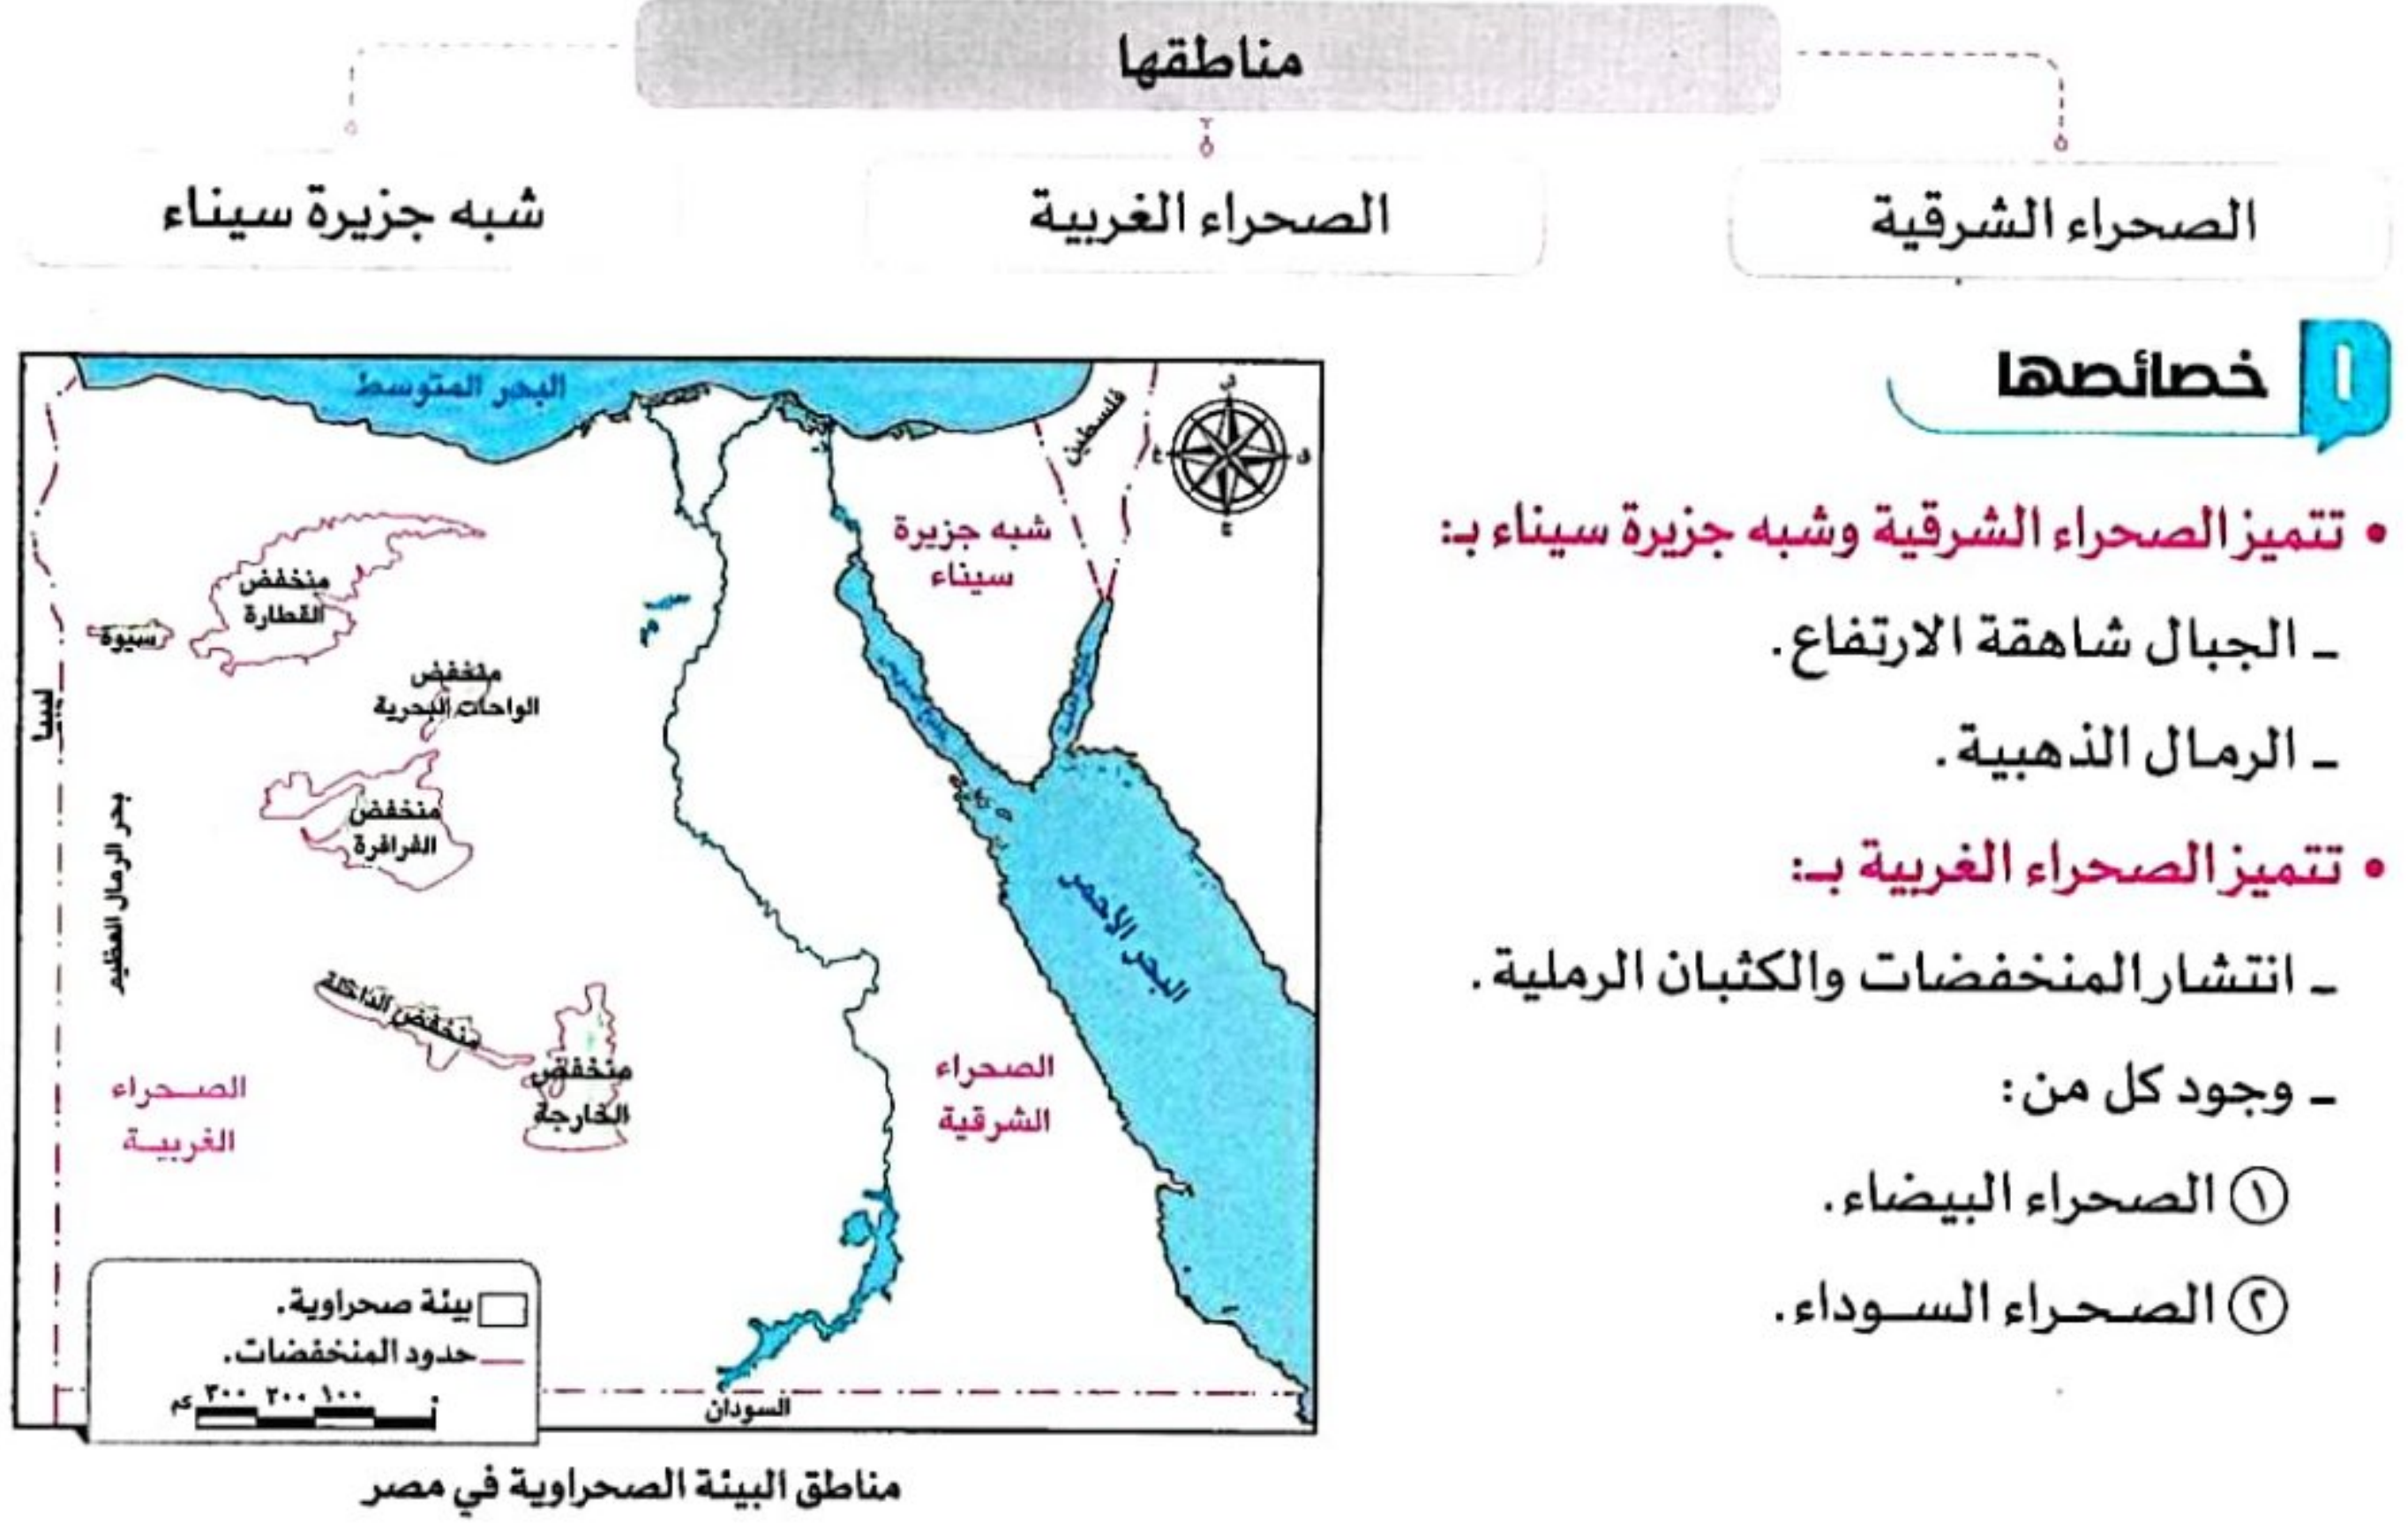 مناطقها
الصحراء الشرقية
الصحراء الغربية
شبه جزيرة سيناء
١ خصائصها
• تتميز الصحراء الشرقية وشبه جزيرة سيناء بـ:
ـ الجبال شاهقة الارتفاع.
ـ الرمال الذهبية.
• تتميز الصحراء الغربية بـ:
ـ انتشار المنخفضات والكثبان الرملية.
ـ وجود كل من:
١ الصحراء البيضاء.
٢ الصحراء السوداء.
البحر المتوسط
فلسطين
ق
شبه جزيرة
سيناء
منخفض
القطارة
سيوة
منخفض
الواحات البحرية
ليبيا
منخفض
الفرافرة
بحر الرمال العظيم
البحر الأحمر
منخفض الداخلة
منخفض
الخارجة
الصحراء
الشرقية
الصحراء
الغربية
بيئة صحراوية.
حدود المنخفضات.
٠ ١٠٠ ٢٠٠ ٣٠٠ كم
السودان
مناطق البيئة الصحراوية في مصر